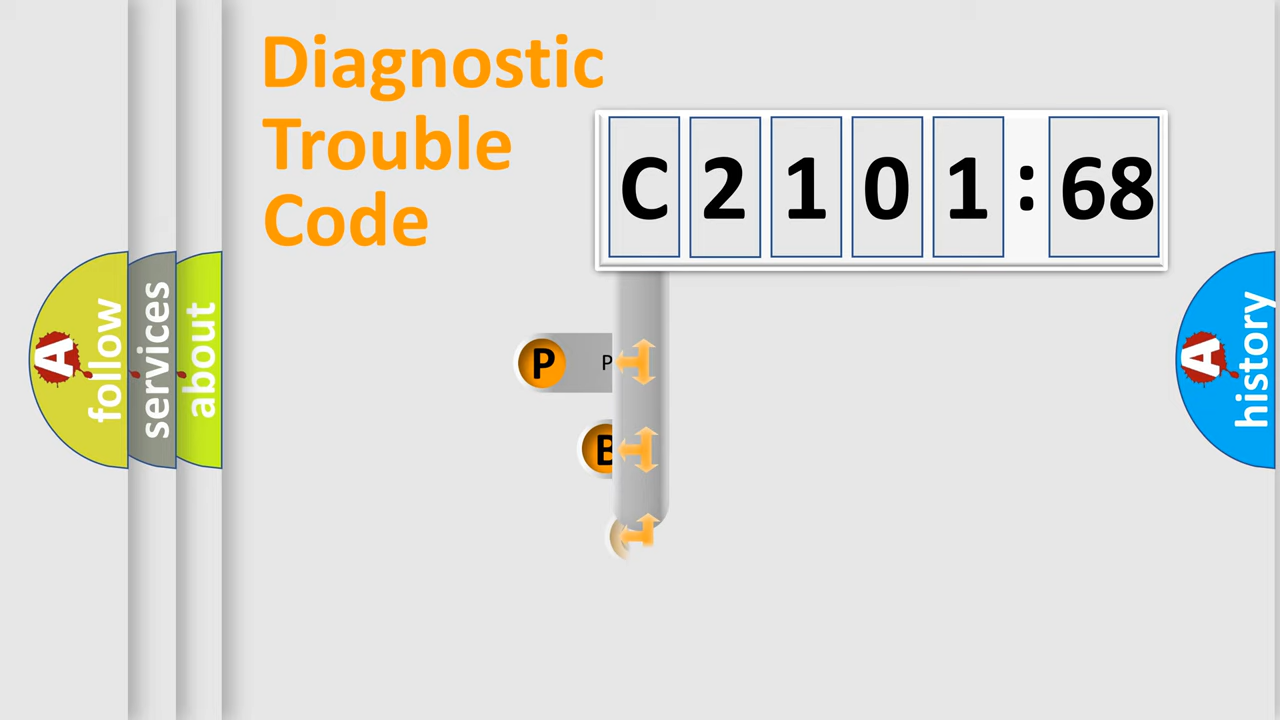 Diagnostic
Trouble
Code
C 2 1 0 1 : 68
P
P
B
A
follow
services
about
A
history